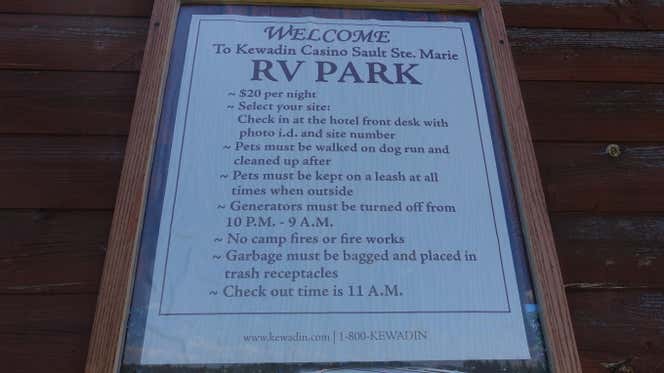 WELCOME
To Kewadin Casino Sault Ste. Marie
RV PARK
~ $20 per night
~ Select your site:
Check in at the hotel front desk with
photo i.d. and site number
~ Pets must be walked on dog run and
cleaned up after
~ Pets must be kept on a leash at all
times when outside
~ Generators must be turned off from
10 P.M. - 9 A.M.
~ No camp fires or fire works
~ Garbage must be bagged and placed in
trash receptacles
~ Check out time is 11 A.M.
www.kewadin.com | 1-800-KEWADIN